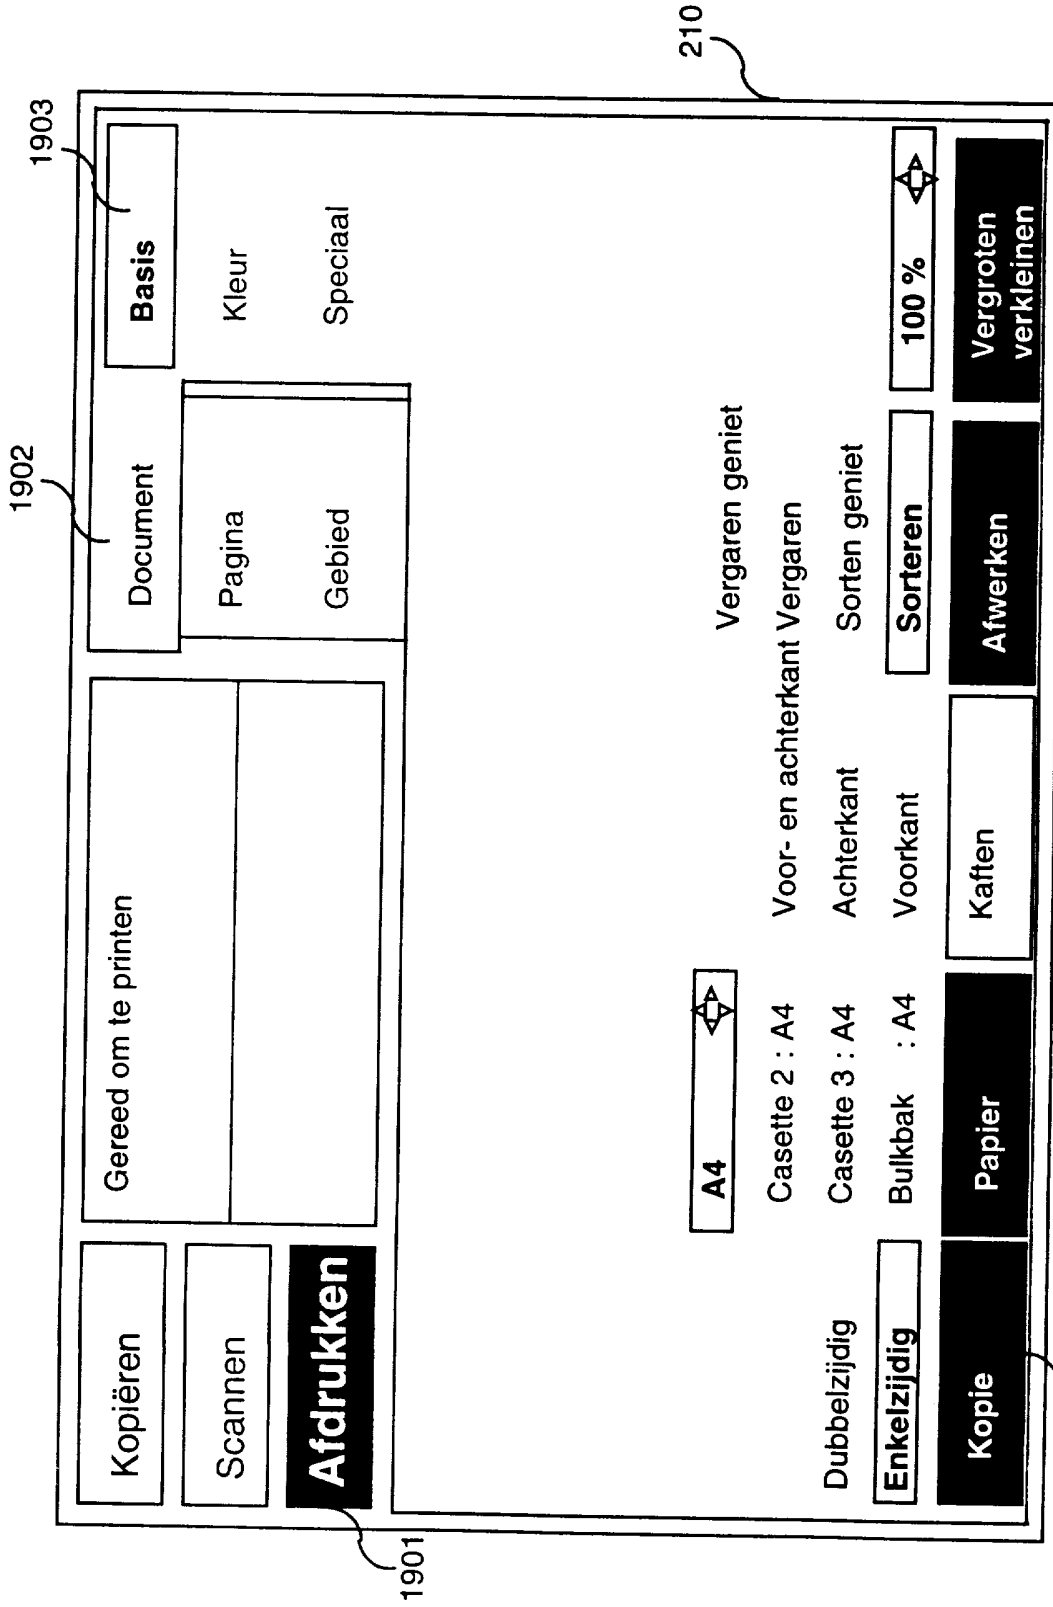 1902
1903
Kopiëren
Gereed om te printen
Document
Basis
Scannen
Pagina
Kleur
Afdrukken
Gebied
Speciaal
1901
210
A4
Vergaren geniet
Casette 2 : A4
Voor- en achterkant Vergaren
Dubbelzijdig
Casette 3 : A4
Achterkant
Sorten geniet
Enkelzijdig
Bulkbak : A4
Voorkant
Sorteren
100 %
Kopie
Papier
Kaften
Afwerken
Vergroten
verkleinen